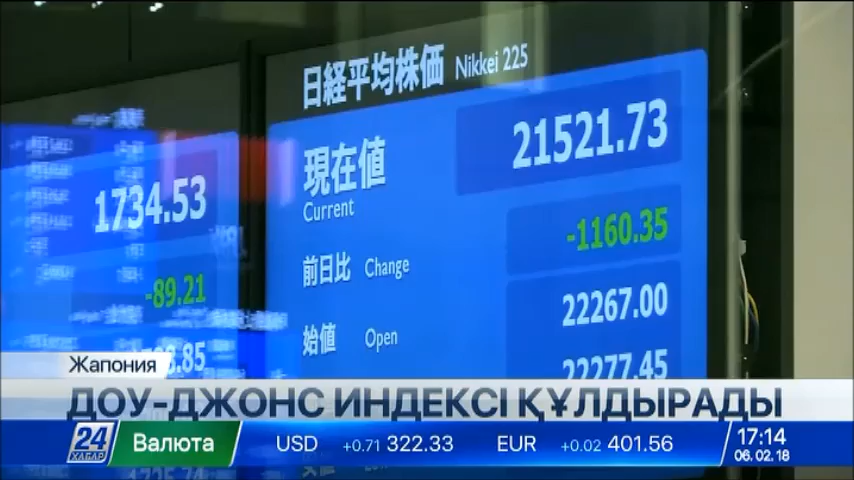 日経平均株価 Nikkei 225
現在値 21521.73
Current
前日比 Change -1160.35
始値 Open 22267.00
22277.45
1734.53
-89.21
Жапония
ДОУ-ДЖОНС ИНДЕКСІ ҚҰЛДЫРАДЫ
24 ХАБАР Валюта USD +0.71 322.33 EUR +0.02 401.56 17:14
06.02.18